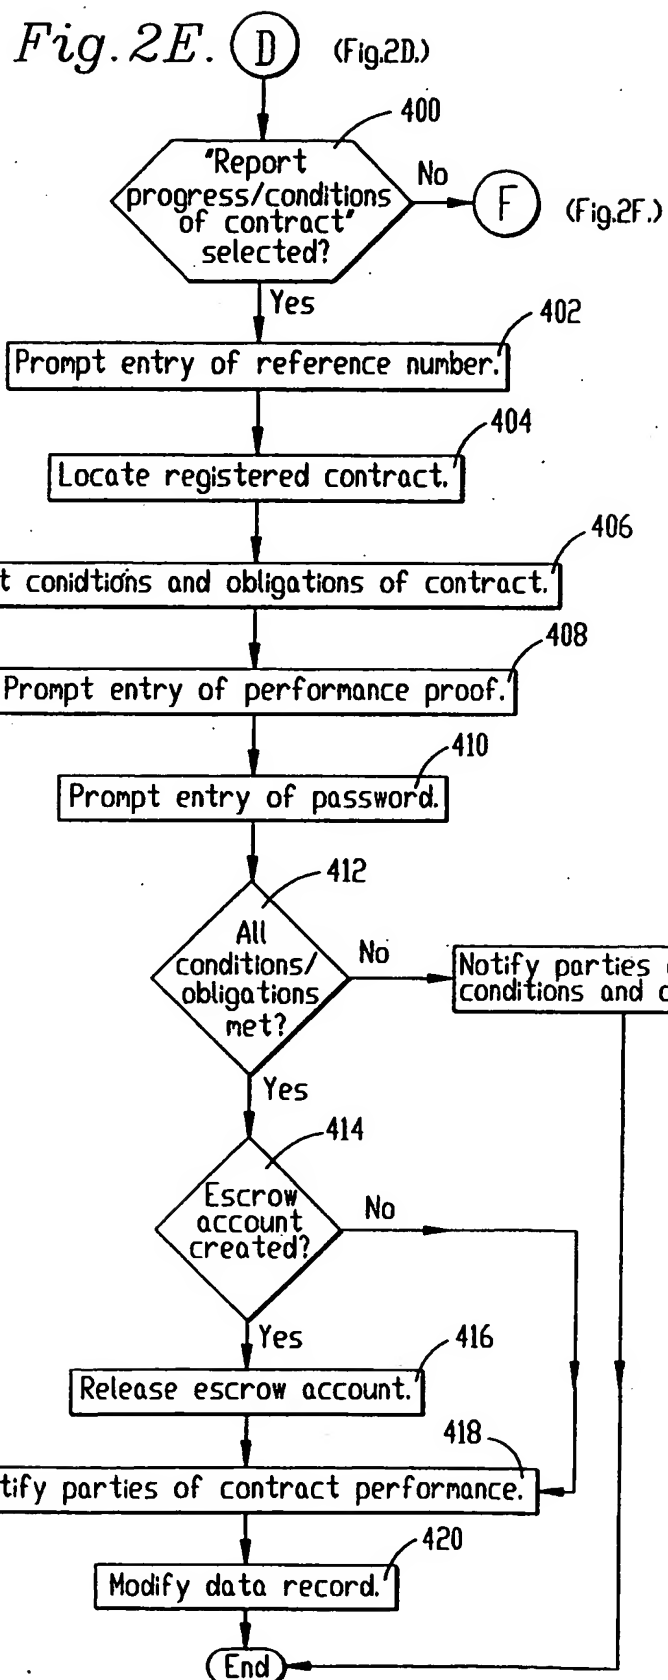 Fig. 2E.
D
(Fig.2D.)
400
"Report
progress/conditions
of contract"
selected?
No
F
(Fig.2F.)
Yes
402
Prompt entry of reference number.
404
Locate registered contract.
406
t conidtions and obligations of contract.
408
Prompt entry of performance proof.
410
Prompt entry of password.
412
All
conditions/
obligations
met?
No
Notify parties
conditions and
Yes
414
Escrow
account
created?
No
Yes
416
Release escrow account.
418
tify parties of contract performance.
420
Modify data record.
End